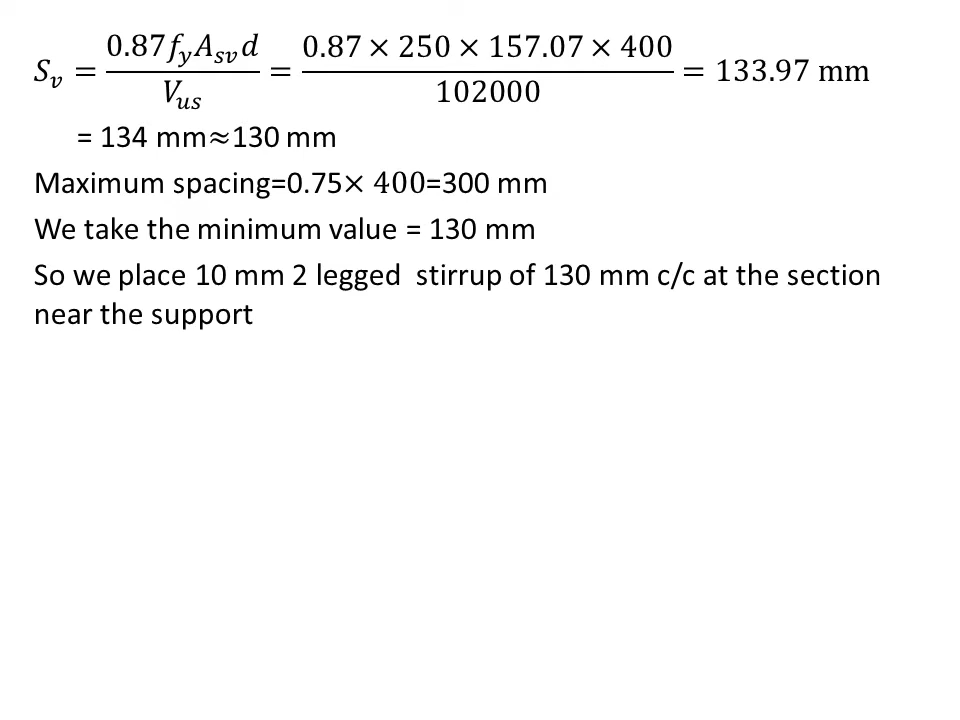 𝑆ᵥ = 0.87𝑓_y 𝐴_sv 𝑑 / 𝑉_us = 0.87 × 250 × 157.07 × 400 / 102000 = 133.97 mm
= 134 mm≈130 mm
Maximum spacing=0.75× 400=300 mm
We take the minimum value = 130 mm
So we place 10 mm 2 legged stirrup of 130 mm c/c at the section
near the support